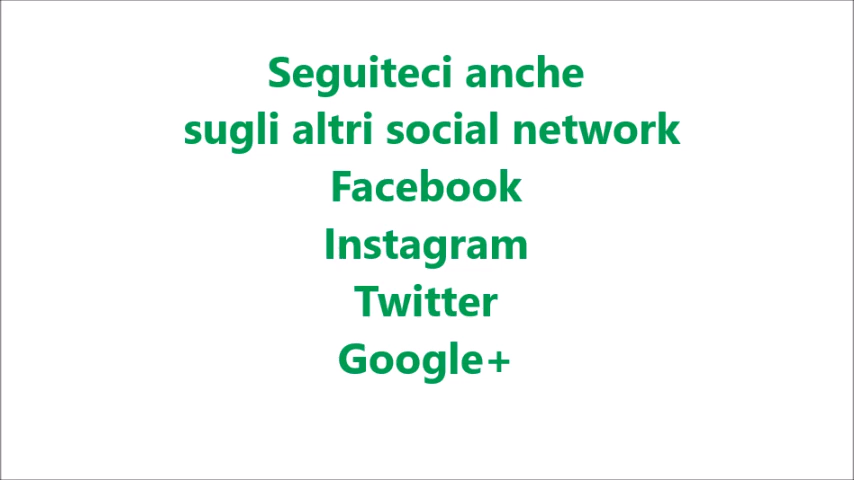 Seguiteci anche
sugli altri social network
Facebook
Instagram
Twitter
Google+